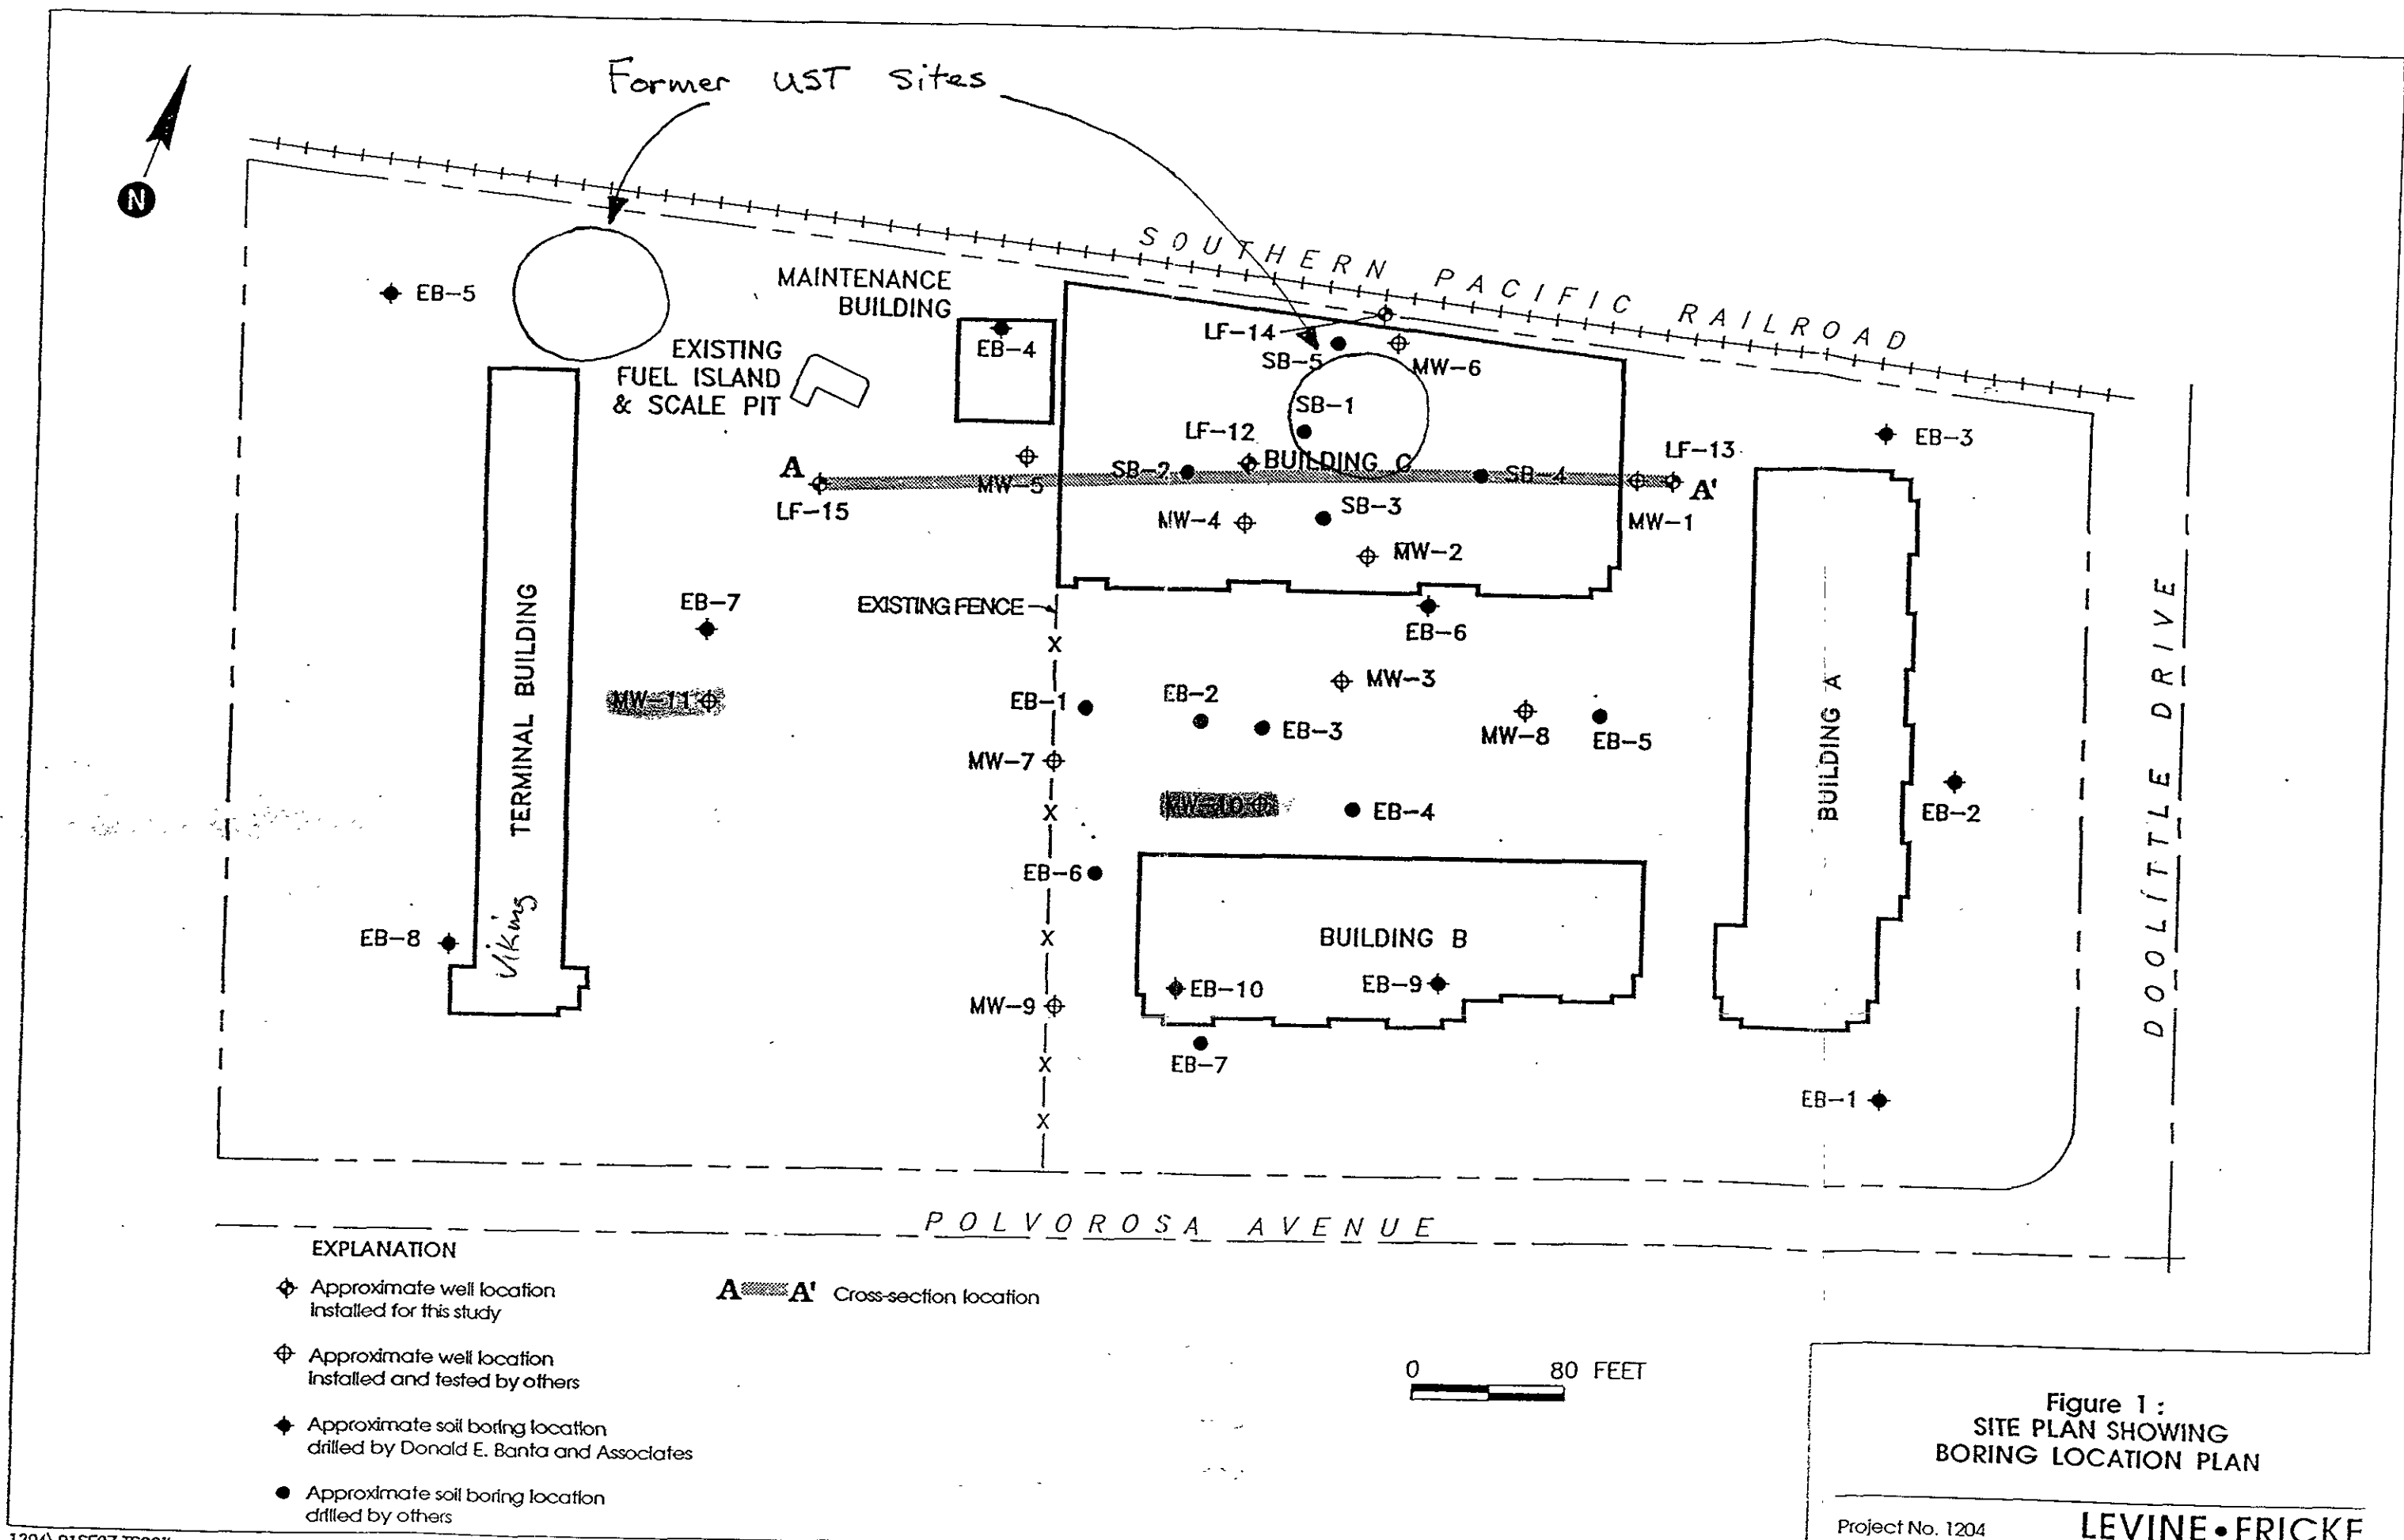 Former UST Sites
N
SOUTHERN PACIFIC RAILROAD
EB-5
MAINTENANCE
BUILDING
EB-4
EXISTING
FUEL ISLAND
& SCALE PIT
LF-14
SB-5
MW-6
SB-1
LF-12
BUILDING C
SB-2
SB-4
LF-13
EB-3
A
A'
LF-15
MW-5
MW-4
SB-3
MW-1
MW-2
EXISTING FENCE
X
EB-6
EB-7
TERMINAL BUILDING
Viking
MW-11
EB-1
EB-2
EB-3
MW-3
MW-8
EB-5
BUILDING A
DOOLITTLE DRIVE
MW-7
X
MW-10
EB-4
EB-2
EB-6
X
EB-8
BUILDING B
EB-10
EB-9
MW-9
EB-7
X
X
EB-1
POLVOROSA AVENUE
EXPLANATION
Approximate well location
installed for this study
A A' Cross-section location
Approximate well location
installed and tested by others
Approximate soil boring location
drilled by Donald E. Banta and Associates
Approximate soil boring location
drilled by others
0 80 FEET
Figure 1 :
SITE PLAN SHOWING
BORING LOCATION PLAN
Project No. 1204
LEVINE•FRICKE